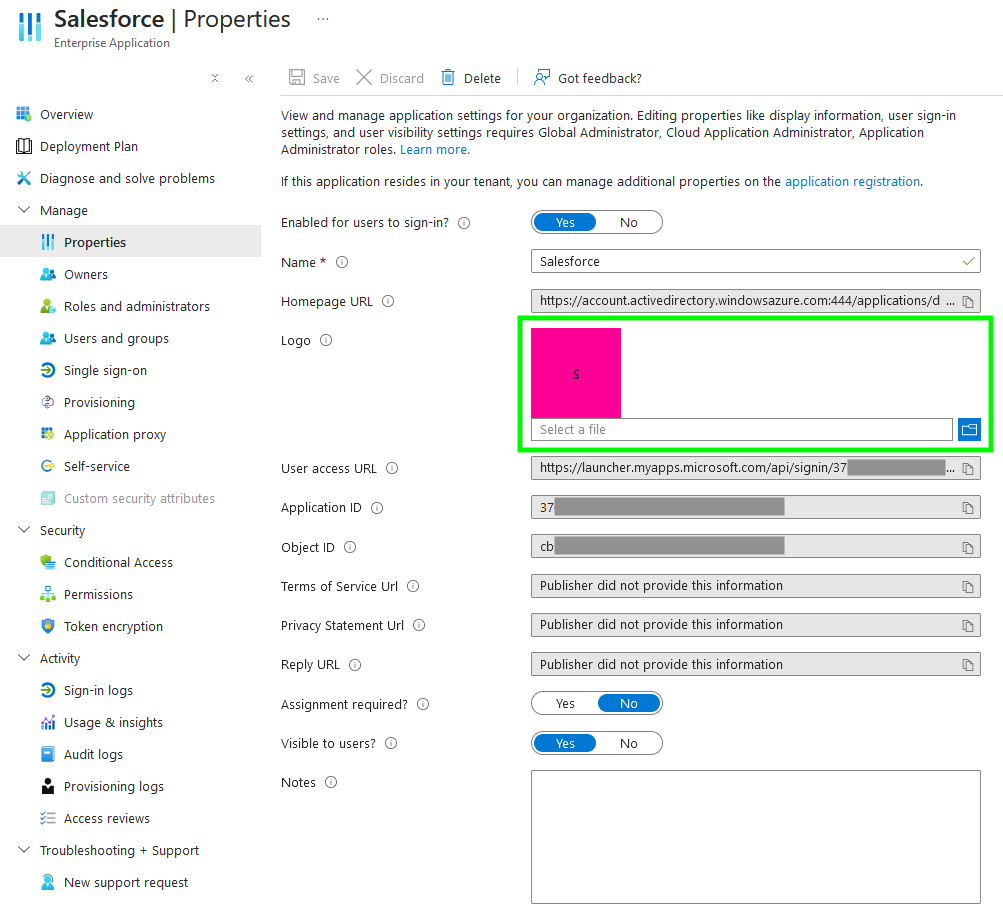 Salesforce | Properties ...
Enterprise Application
Save Discard Delete Got feedback?
Overview
Deployment Plan
Diagnose and solve problems
Manage
Properties
Owners
Roles and administrators
Users and groups
Single sign-on
Provisioning
Application proxy
Self-service
Custom security attributes
Security
Conditional Access
Permissions
Token encryption
Activity
Sign-in logs
Usage & insights
Audit logs
Provisioning logs
Access reviews
Troubleshooting + Support
New support request
View and manage application settings for your organization. Editing properties like display information, user sign-in
settings, and user visibility settings requires Global Administrator, Cloud Application Administrator, Application
Administrator roles. Learn more.
If this application resides in your tenant, you can manage additional properties on the application registration.
Enabled for users to sign-in? Yes No
Name * Salesforce
Homepage URL https://account.activedirectory.windowsazure.com:444/applications/d ...
Logo
S
Select a file
User access URL https://launcher.myapps.microsoft.com/api/signin/37 ...
Application ID 37
Object ID cb
Terms of Service Url Publisher did not provide this information
Privacy Statement Url Publisher did not provide this information
Reply URL Publisher did not provide this information
Assignment required? Yes No
Visible to users? Yes No
Notes